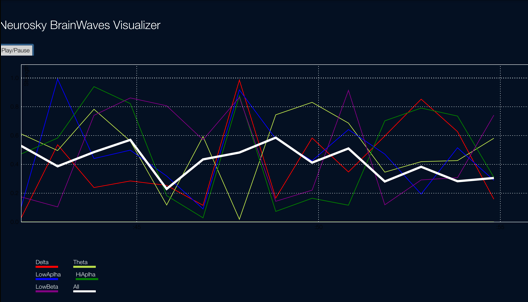 Neurosky BrainWaves Visualizer
Play/Pause
Delta Theta
LowAplha HiAplha
LowBeta All